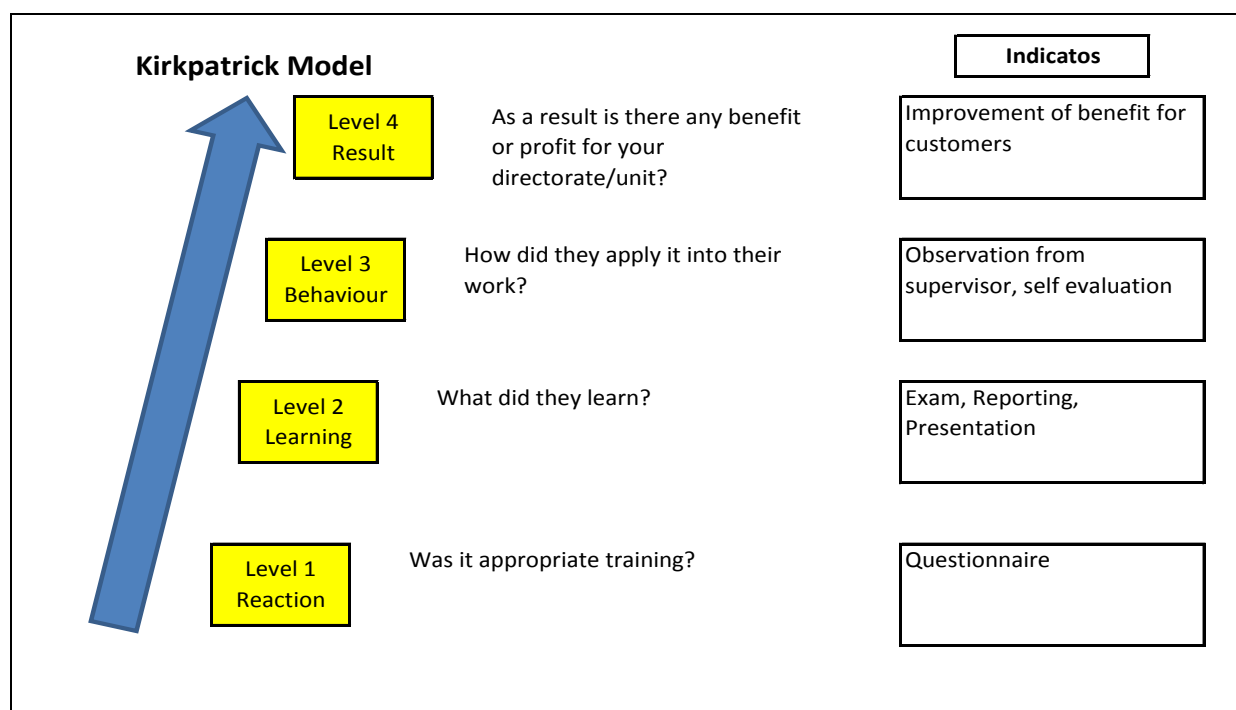 Kirkpatrick Model
Indicatos
Level 4
Result
As a result is there any benefit
or profit for your
directorate/unit?
Improvement of benefit for
customers
Level 3
Behaviour
How did they apply it into their
work?
Observation from
supervisor, self evaluation
Level 2
Learning
What did they learn?
Exam, Reporting,
Presentation
Level 1
Reaction
Was it appropriate training?
Questionnaire